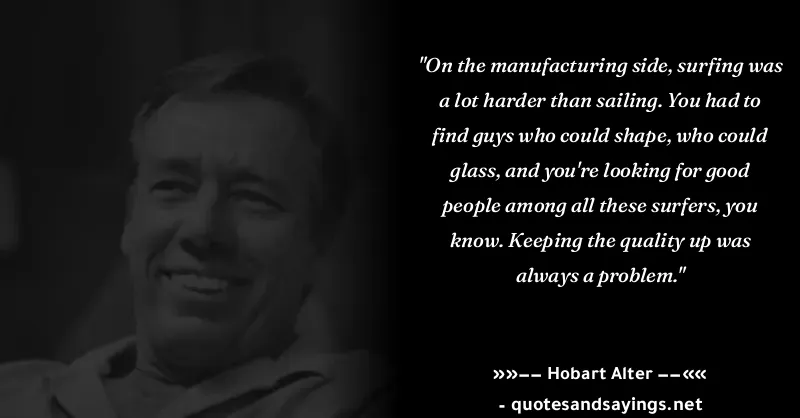 "On the manufacturing side, surfing was
a lot harder than sailing. You had to
find guys who could shape, who could
glass, and you're looking for good
people among all these surfers, you
know. Keeping the quality up was
always a problem."
»»−− Hobart Alter −−««
- quotesandsayings.net